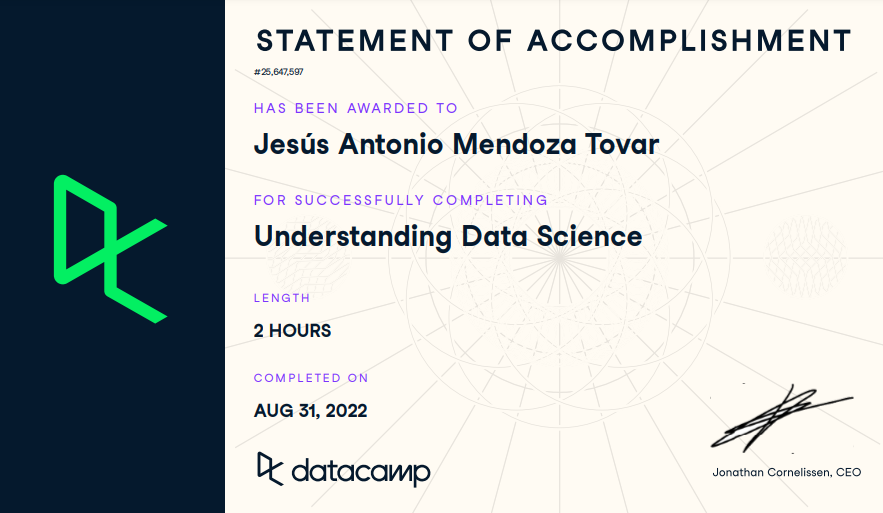 STATEMENT OF ACCOMPLISHMENT
#25,647,597
HAS BEEN AWARDED TO
Jesús Antonio Mendoza Tovar
FOR SUCCESSFULLY COMPLETING
Understanding Data Science
LENGTH
2 HOURS
COMPLETED ON
AUG 31, 2022
datacamp
Jonathan Cornelissen, CEO